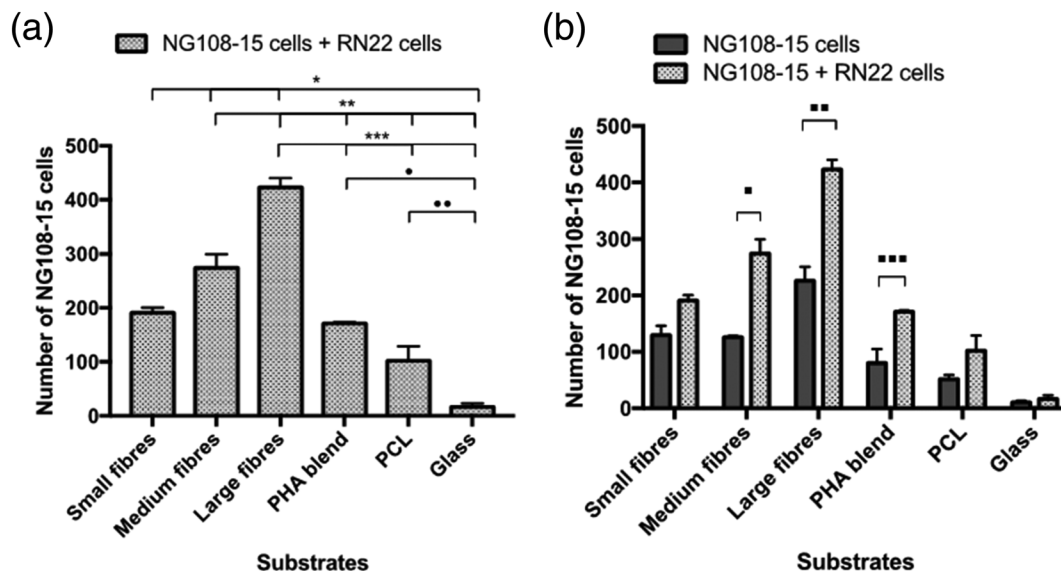 (a)
NG108-15 cells + RN22 cells
*
**
***
•
••
Number of NG108-15 cells
500
400
300
200
100
0
Small fibres
Medium fibres
Large fibres
PHA blend
PCL
Glass
Substrates
(b)
NG108-15 cells
NG108-15 + RN22 cells
■
■■
■■■
Number of NG108-15 cells
500
400
300
200
100
0
Small fibres
Medium fibres
Large fibres
PHA blend
PCL
Glass
Substrates